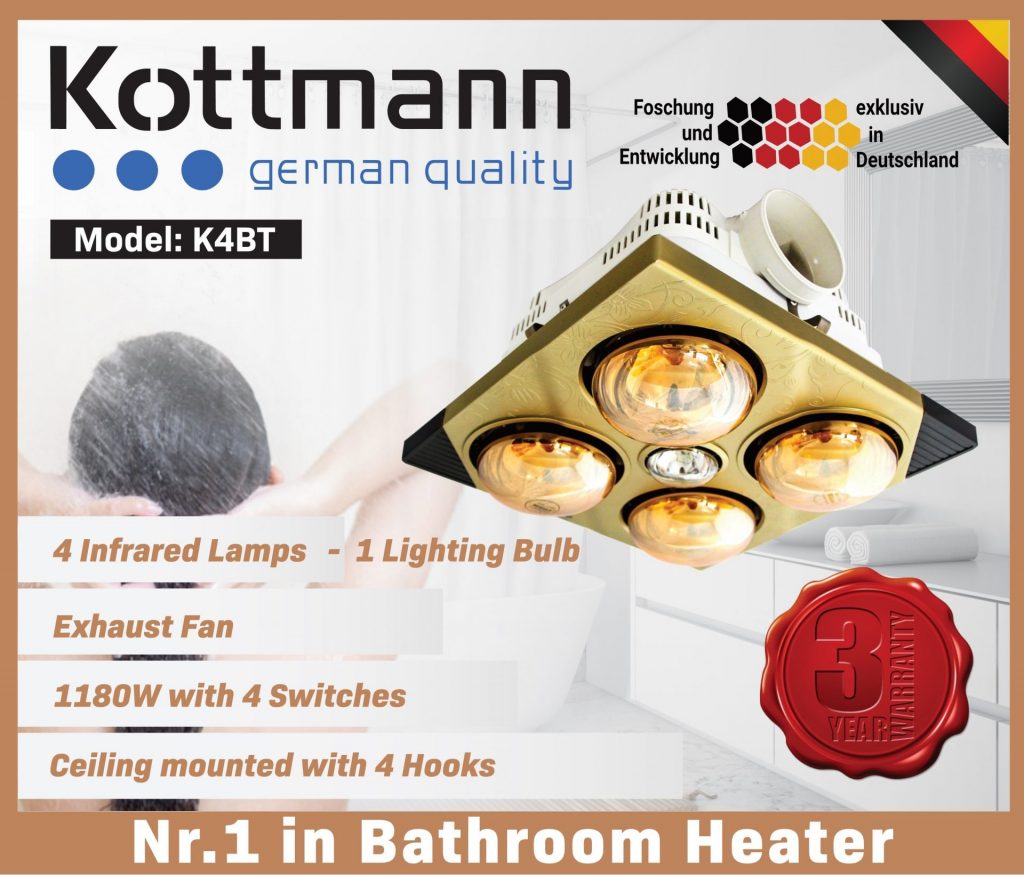 Kottmann
german quality
Model: K4BT
Foschung
und
Entwicklung
exklusiv
in
Deutschland
4 Infrared Lamps - 1 Lighting Bulb
Exhaust Fan
1180W with 4 Switches
Ceiling mounted with 4 Hooks
3
YEAR
WARRANTY
Nr.1 in Bathroom Heater